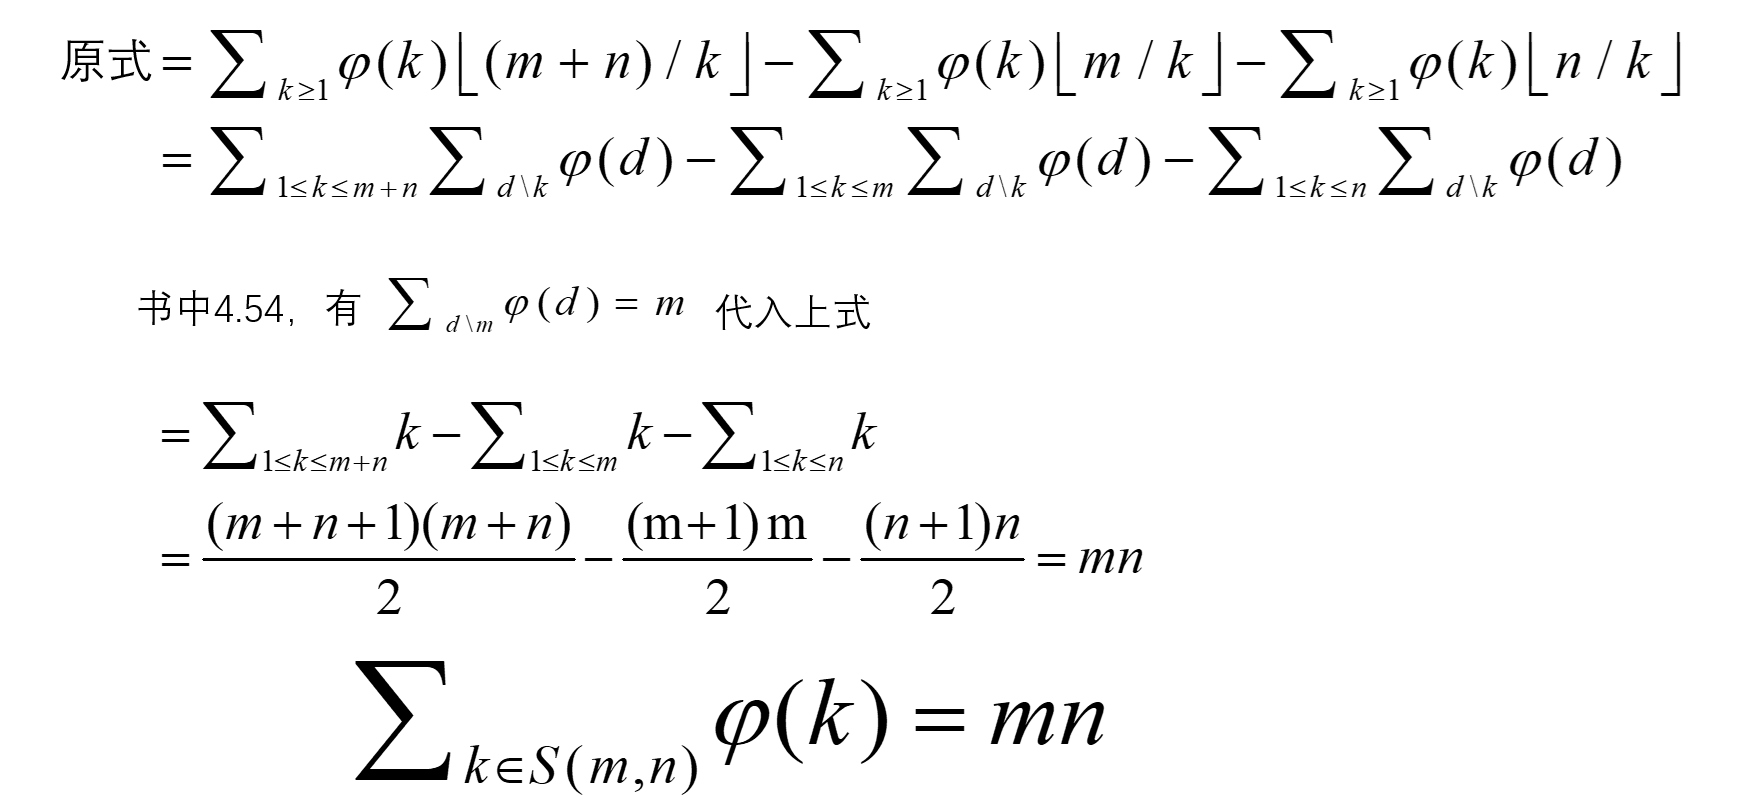 原式 = ∑_{k≥1} φ(k)⌊(m + n) / k⌋ − ∑_{k≥1} φ(k)⌊m / k⌋ − ∑_{k≥1} φ(k)⌊n / k⌋
= ∑_{1≤k≤m+n} ∑_{d\k} φ(d) − ∑_{1≤k≤m} ∑_{d\k} φ(d) − ∑_{1≤k≤n} ∑_{d\k} φ(d)
书中4.54，有 ∑_{d\m} φ(d) = m 代入上式
= ∑_{1≤k≤m+n} k − ∑_{1≤k≤m} k − ∑_{1≤k≤n} k
= (m + n + 1)(m + n)/2 − (m + 1) m/2 − (n + 1)n/2 = mn
∑_{k∈S(m,n)} φ(k) = mn